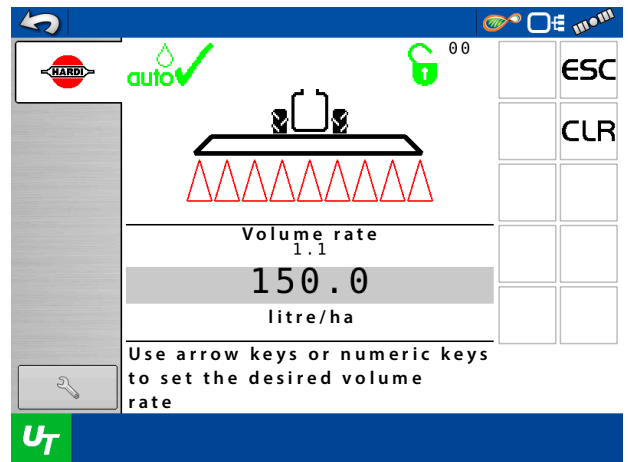 HARDI
auto
00
ESC
CLR
Volume rate
1.1
150.0
litre/ha
Use arrow keys or numeric keys
to set the desired volume
rate
UT